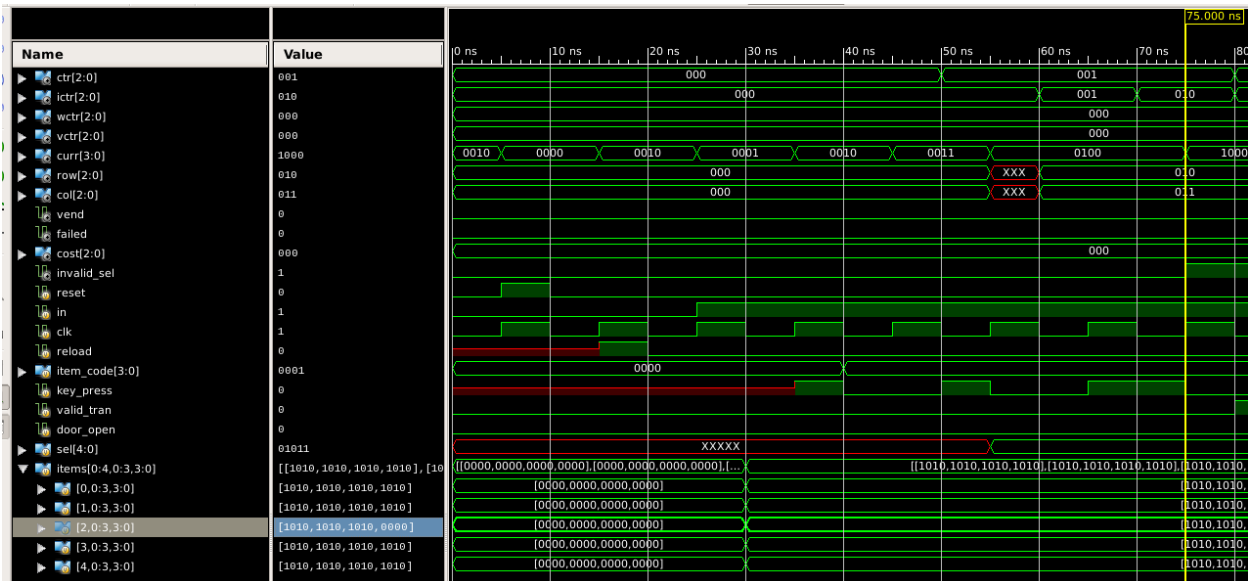 75.000 ns
Name Value 0 ns 10 ns 20 ns 30 ns 40 ns 50 ns 60 ns 70 ns 80
ctr[2:0] 001 000 001
ictr[2:0] 010 000 001 010
wctr[2:0] 000 000
vctr[2:0] 000 000
curr[3:0] 1000 0010 0000 0010 0001 0010 0011 0100 1000
row[2:0] 010 000 XXX 010
col[2:0] 011 000 XXX 011
vend 0
failed 0
cost[2:0] 000 000
invalid_sel 1
reset 0
in 1
clk 1
reload 0
item_code[3:0] 0001 0000
key_press 0
valid_tran 0
door_open 0
sel[4:0] 01011 XXXXX
items[0:4,0:3,3:0] [[1010,1010,1010,1010],[10 [[0000,0000,0000,0000],[0000,0000,0000,0000],[... [[1010,1010,1010,1010],[1010,1010,1010,1010],[1010,1010,
[0,0:3,3:0] [1010,1010,1010,1010] [0000,0000,0000,0000] [1010,1010,
[1,0:3,3:0] [1010,1010,1010,1010] [0000,0000,0000,0000] [1010,1010,
[2,0:3,3:0] [1010,1010,1010,0000] [0000,0000,0000,0000] [1010,1010,
[3,0:3,3:0] [1010,1010,1010,1010] [0000,0000,0000,0000] [1010,1010,
[4,0:3,3:0] [1010,1010,1010,1010] [0000,0000,0000,0000] [1010,1010,